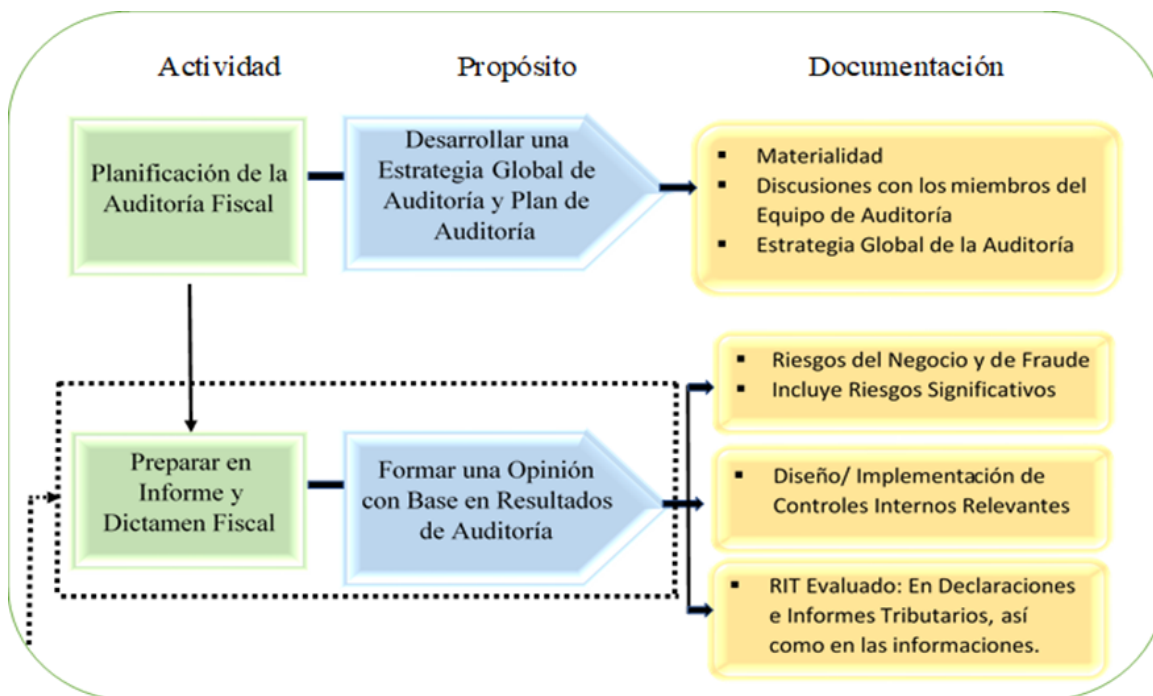 Actividad
Propósito
Documentación
Planificación de la
Auditoría Fiscal
Desarrollar una
Estrategia Global de
Auditoría y Plan de
Auditoría
▪ Materialidad
▪ Discusiones con los miembros del
Equipo de Auditoría
▪ Estrategia Global de la Auditoría
Preparar en
Informe y
Dictamen Fiscal
Formar una Opinión
con Base en Resultados
de Auditoría
▪ Riesgos del Negocio y de Fraude
▪ Incluye Riesgos Significativos
▪ Diseño/ Implementación de
Controles Internos Relevantes
▪ RIT Evaluado: En Declaraciones
e Informes Tributarios, así
como en las informaciones.